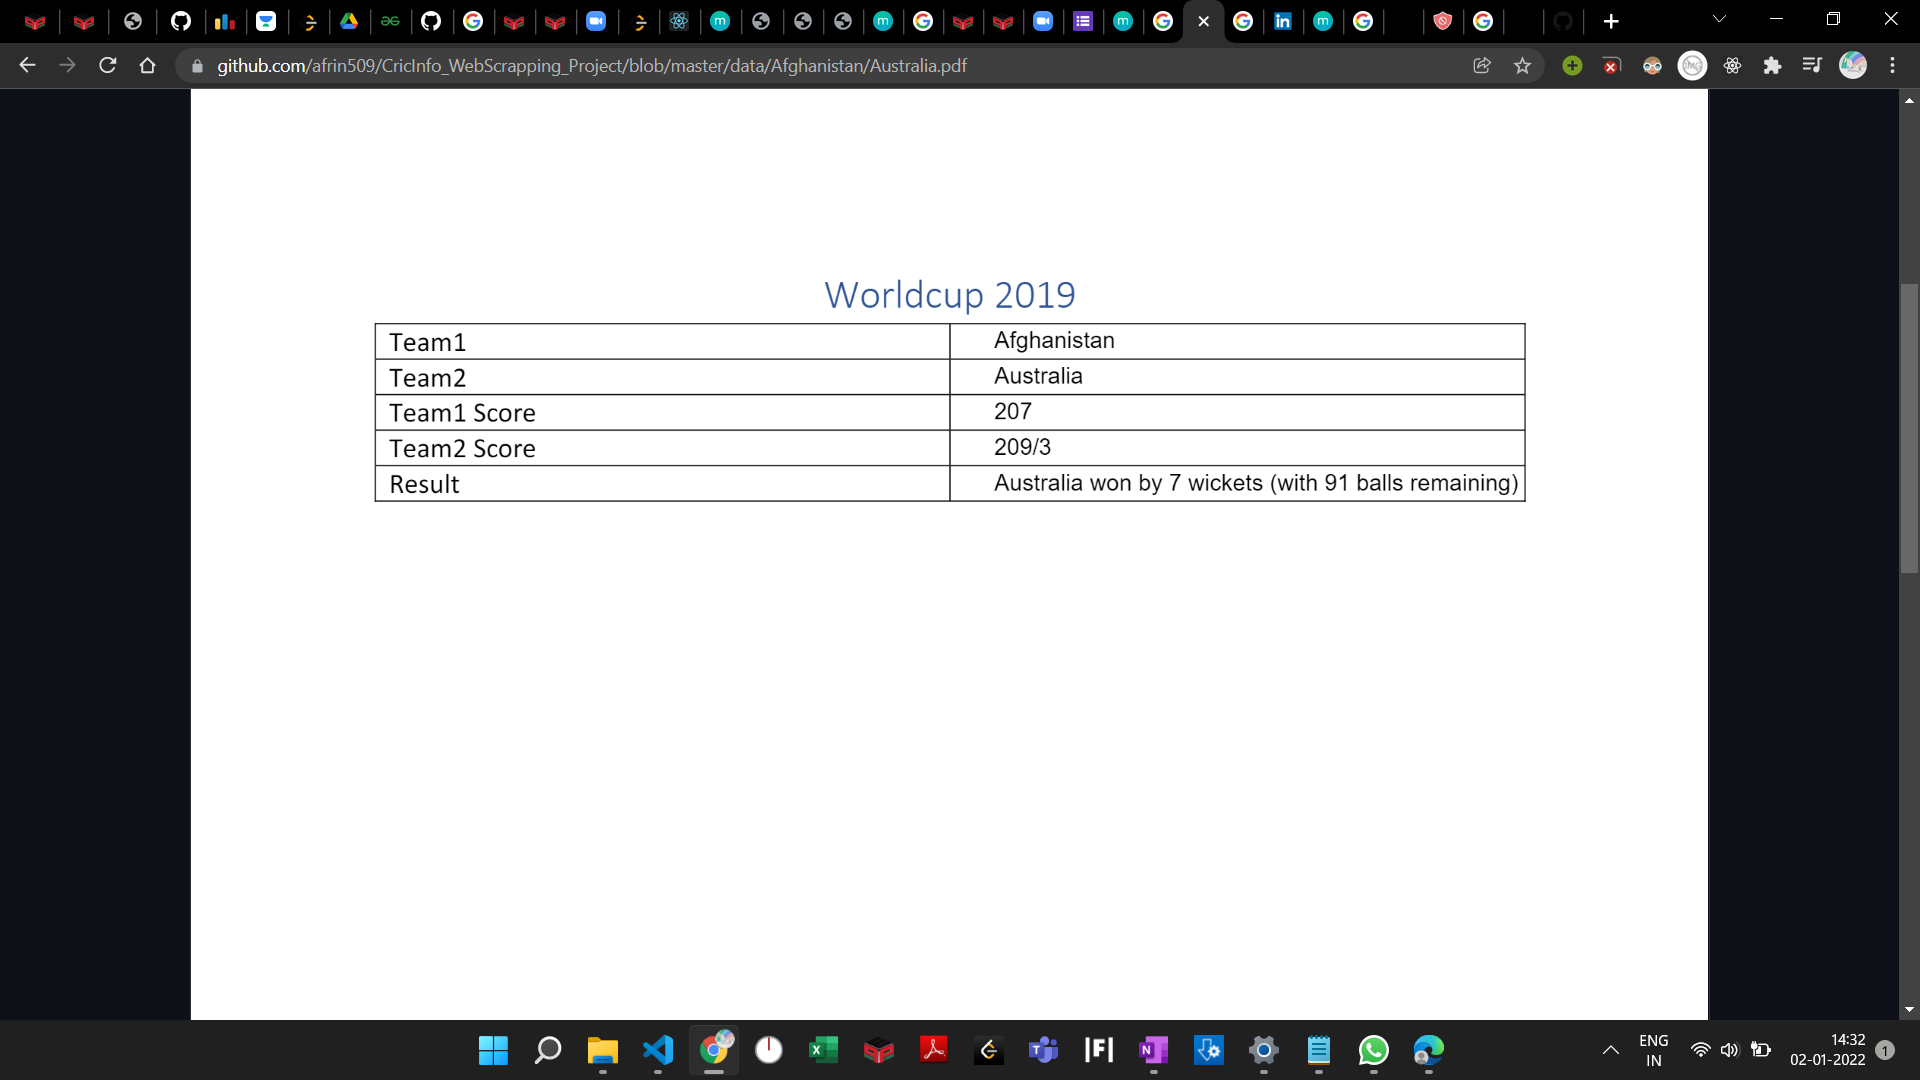 github.com/afrin509/CricInfo_WebScrapping_Project/blob/master/data/Afghanistan/Australia.pdf
Worldcup 2019
Team1 Afghanistan
Team2 Australia
Team1 Score 207
Team2 Score 209/3
Result Australia won by 7 wickets (with 91 balls remaining)
ENG
IN
14:32
02-01-2022
1